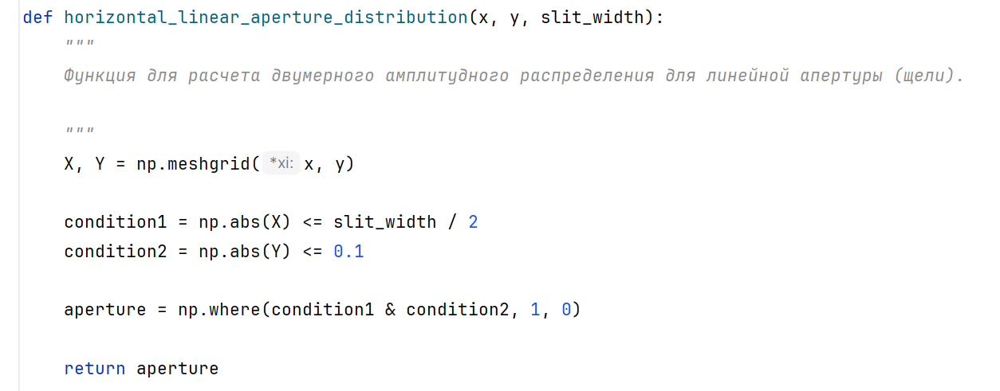 def horizontal_linear_aperture_distribution(x, y, slit_width):
    """
    Функция для расчета двумерного амплитудного распределения для линейной апертуры (щели).
    """
    X, Y = np.meshgrid( *xi: x, y)
    condition1 = np.abs(X) <= slit_width / 2
    condition2 = np.abs(Y) <= 0.1
    aperture = np.where(condition1 & condition2, 1, 0)
    return aperture